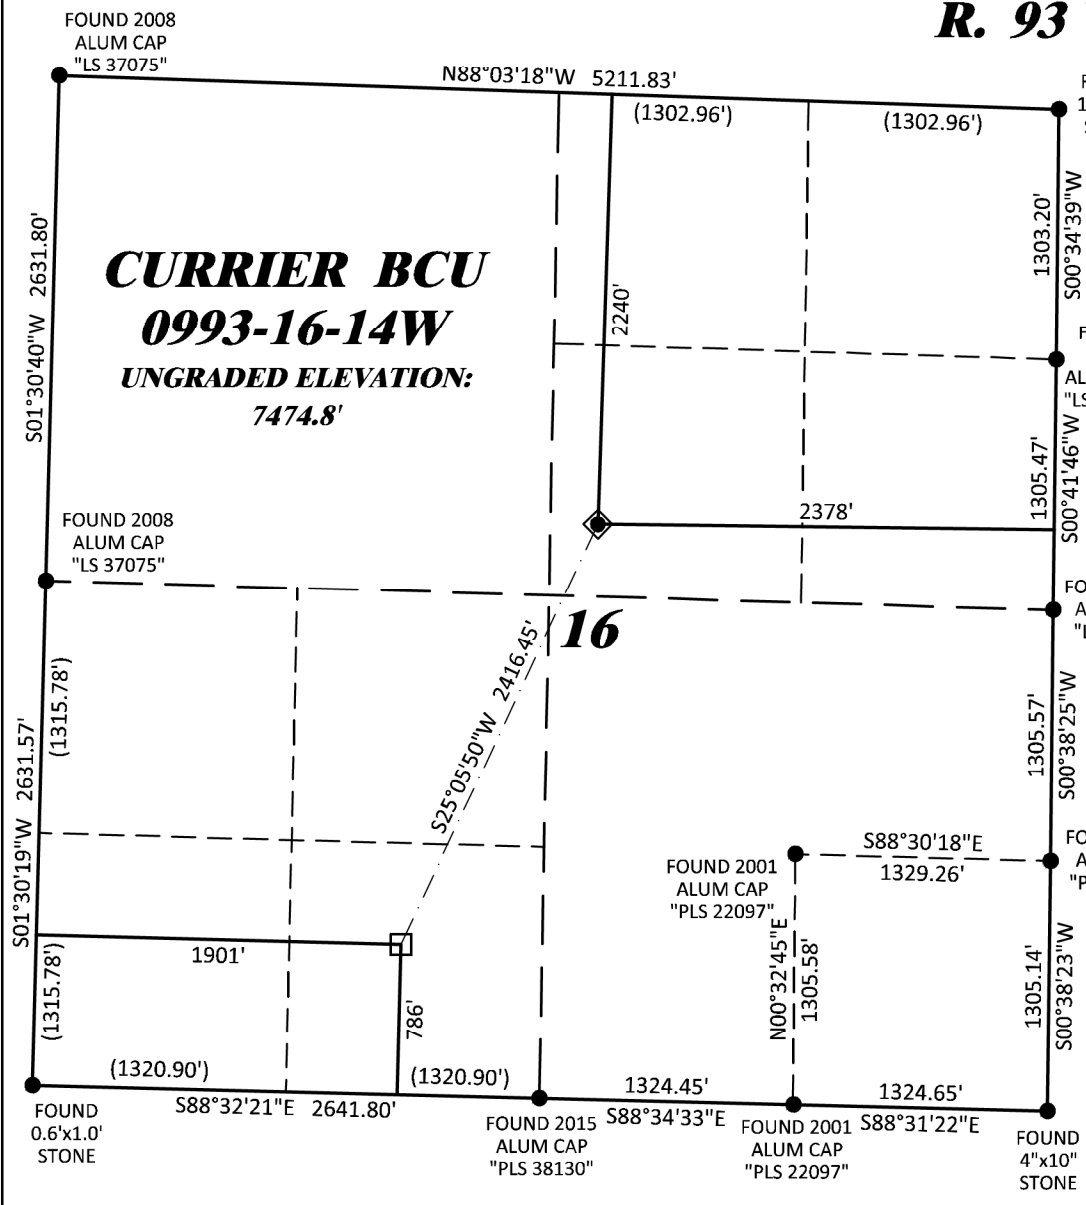 R. 93
FOUND 2008
ALUM CAP
"LS 37075"
N88°03'18"W 5211.83'
(1302.96')
(1302.96')
S01°30'40"W 2631.80'
CURRIER BCU
0993-16-14W
UNGRADED ELEVATION:
7474.8'
2240'
1303.20'
S00°34'39"W
1305.47'
S00°41'46"W
2378'
FOUND 2008
ALUM CAP
"LS 37075"
16
S25°05'50"W 2416.45'
(1315.78')
S01°30'19"W 2631.57'
(1315.78')
1305.57'
S00°38'25"W
S88°30'18"E
1329.26'
FOUND 2001
ALUM CAP
"PLS 22097"
N00°32'45"E
1305.58'
1305.14'
S00°38'23"W
1901'
786'
(1320.90')
(1320.90')
S88°32'21"E 2641.80'
1324.45'
S88°34'33"E
1324.65'
S88°31'22"E
FOUND
0.6'x1.0'
STONE
FOUND 2015
ALUM CAP
"PLS 38130"
FOUND 2001
ALUM CAP
"PLS 22097"
FOUND
4"x10"
STONE